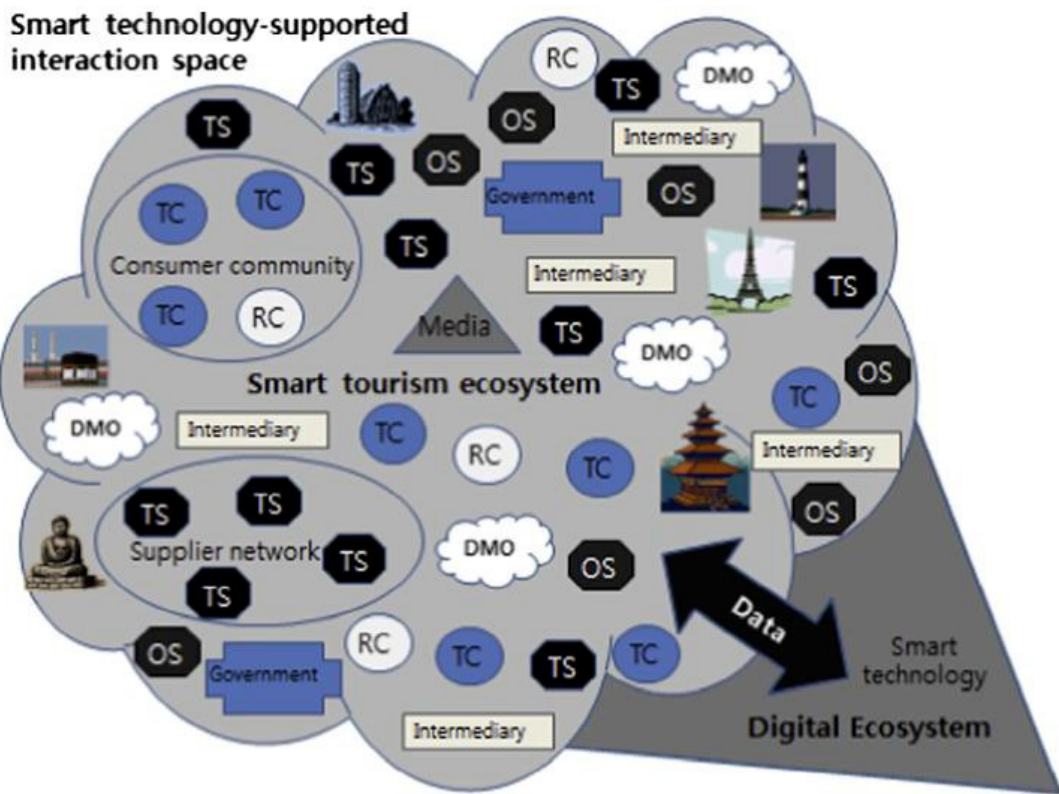 Smart technology-supported
interaction space
RC
TS
DMO
TS
OS
Intermediary
TS
OS
Government
OS
TC
TC
TS
Consumer community
Intermediary
TS
TC
RC
Media
TS
DMO
OS
Smart tourism ecosystem
TC
DMO
Intermediary
TC
RC
TC
Intermediary
TS
TS
OS
Supplier network
TS
DMO
OS
TS
Data
OS
RC
TC
TS
TC
Smart
technology
Government
Intermediary
Digital Ecosystem